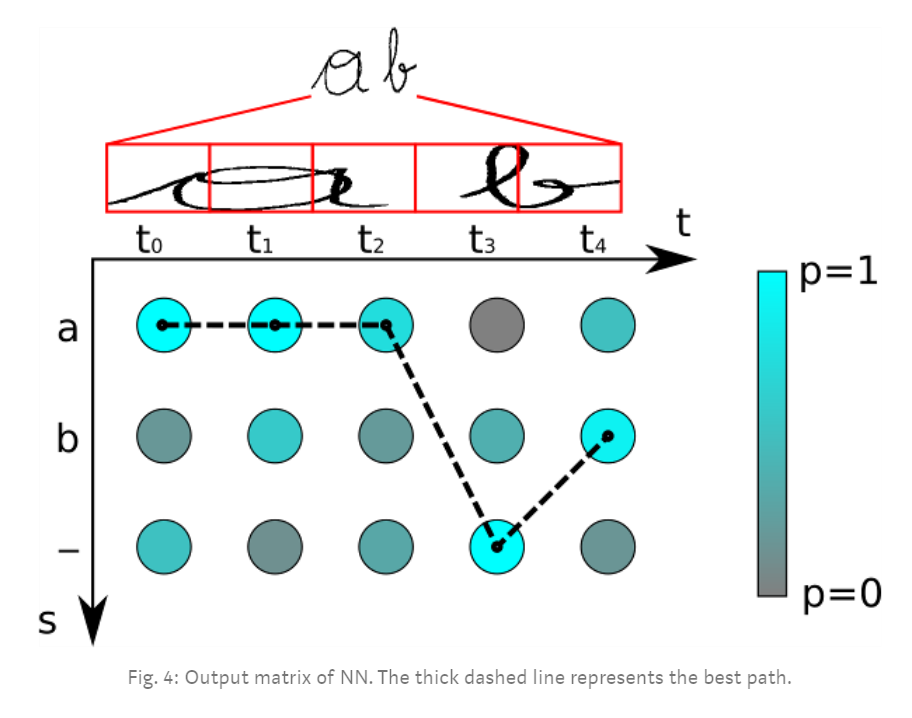 ab
t0 t1 t2 t3 t4 t
a
b
–
s
p=1
p=0
Fig. 4: Output matrix of NN. The thick dashed line represents the best path.